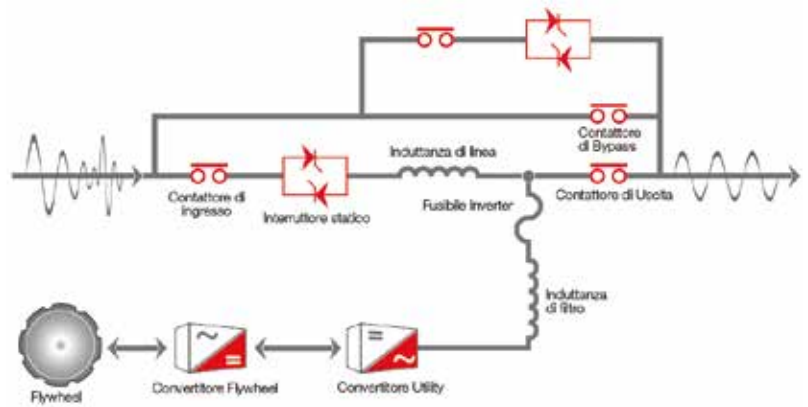 Contattore
di Bypass
Induttanza di linea
Contattore di
ingresso
Interruttore statico
Fusibile Inverter
Contattore di Uscita
Induttanza
di filtro
Flywheel
Convertitore Flywheel
Convertitore Utility